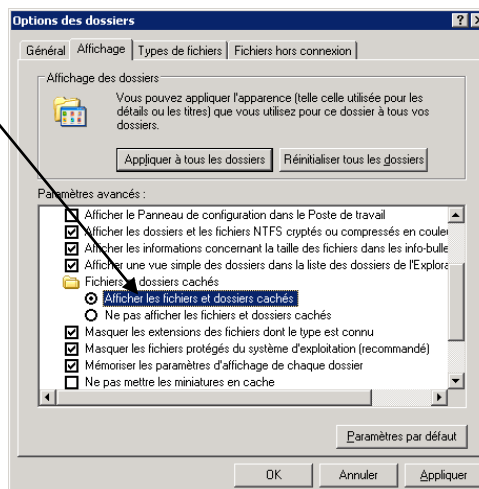 Options des dossiers
Général Affichage Types de fichiers Fichiers hors connexion
Affichage des dossiers
Vous pouvez appliquer l'apparence (telle celle utilisée pour les
détails ou les titres) que vous utilisez pour ce dossier à tous vos
dossiers.
Appliquer à tous les dossiers Réinitialiser tous les dossiers
Paramètres avancés :
Afficher le Panneau de configuration dans le Poste de travail
Afficher les dossiers et les fichiers NTFS cryptés ou compressés en couleu
Afficher les informations concernant la taille des fichiers dans les info-bulle
Afficher une vue simple des dossiers dans la liste des dossiers de l'Explora
Fichiers dossiers cachés
Afficher les fichiers et dossiers cachés
Ne pas afficher les fichiers et dossiers cachés
Masquer les extensions des fichiers dont le type est connu
Masquer les fichiers protégés du système d'exploitation (recommandé)
Mémoriser les paramètres d'affichage de chaque dossier
Ne pas mettre les miniatures en cache
Paramètres par défaut
OK Annuler Appliquer